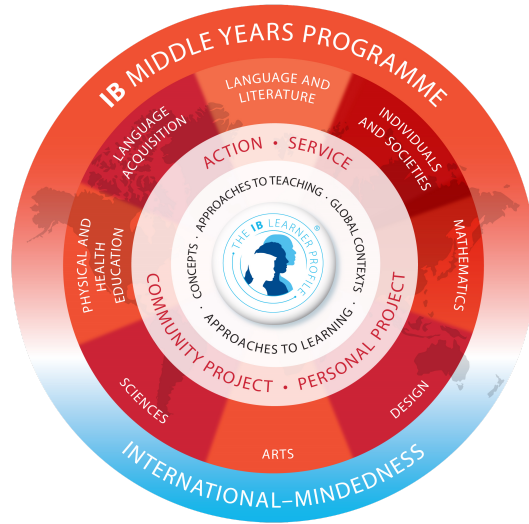 IB MIDDLE YEARS PROGRAMME
LANGUAGE AND
LITERATURE
INDIVIDUALS
AND SOCIETIES
MATHEMATICS
DESIGN
ARTS
SCIENCES
PHYSICAL AND
HEALTH
EDUCATION
LANGUAGE
ACQUISITION
ACTION • SERVICE
COMMUNITY PROJECT • PERSONAL PROJECT
APPROACHES TO TEACHING · GLOBAL CONTEXTS ·
· CONCEPTS ·
APPROACHES TO LEARNING
• THE IB LEARNER PROFILE •
®
INTERNATIONAL–MINDEDNESS